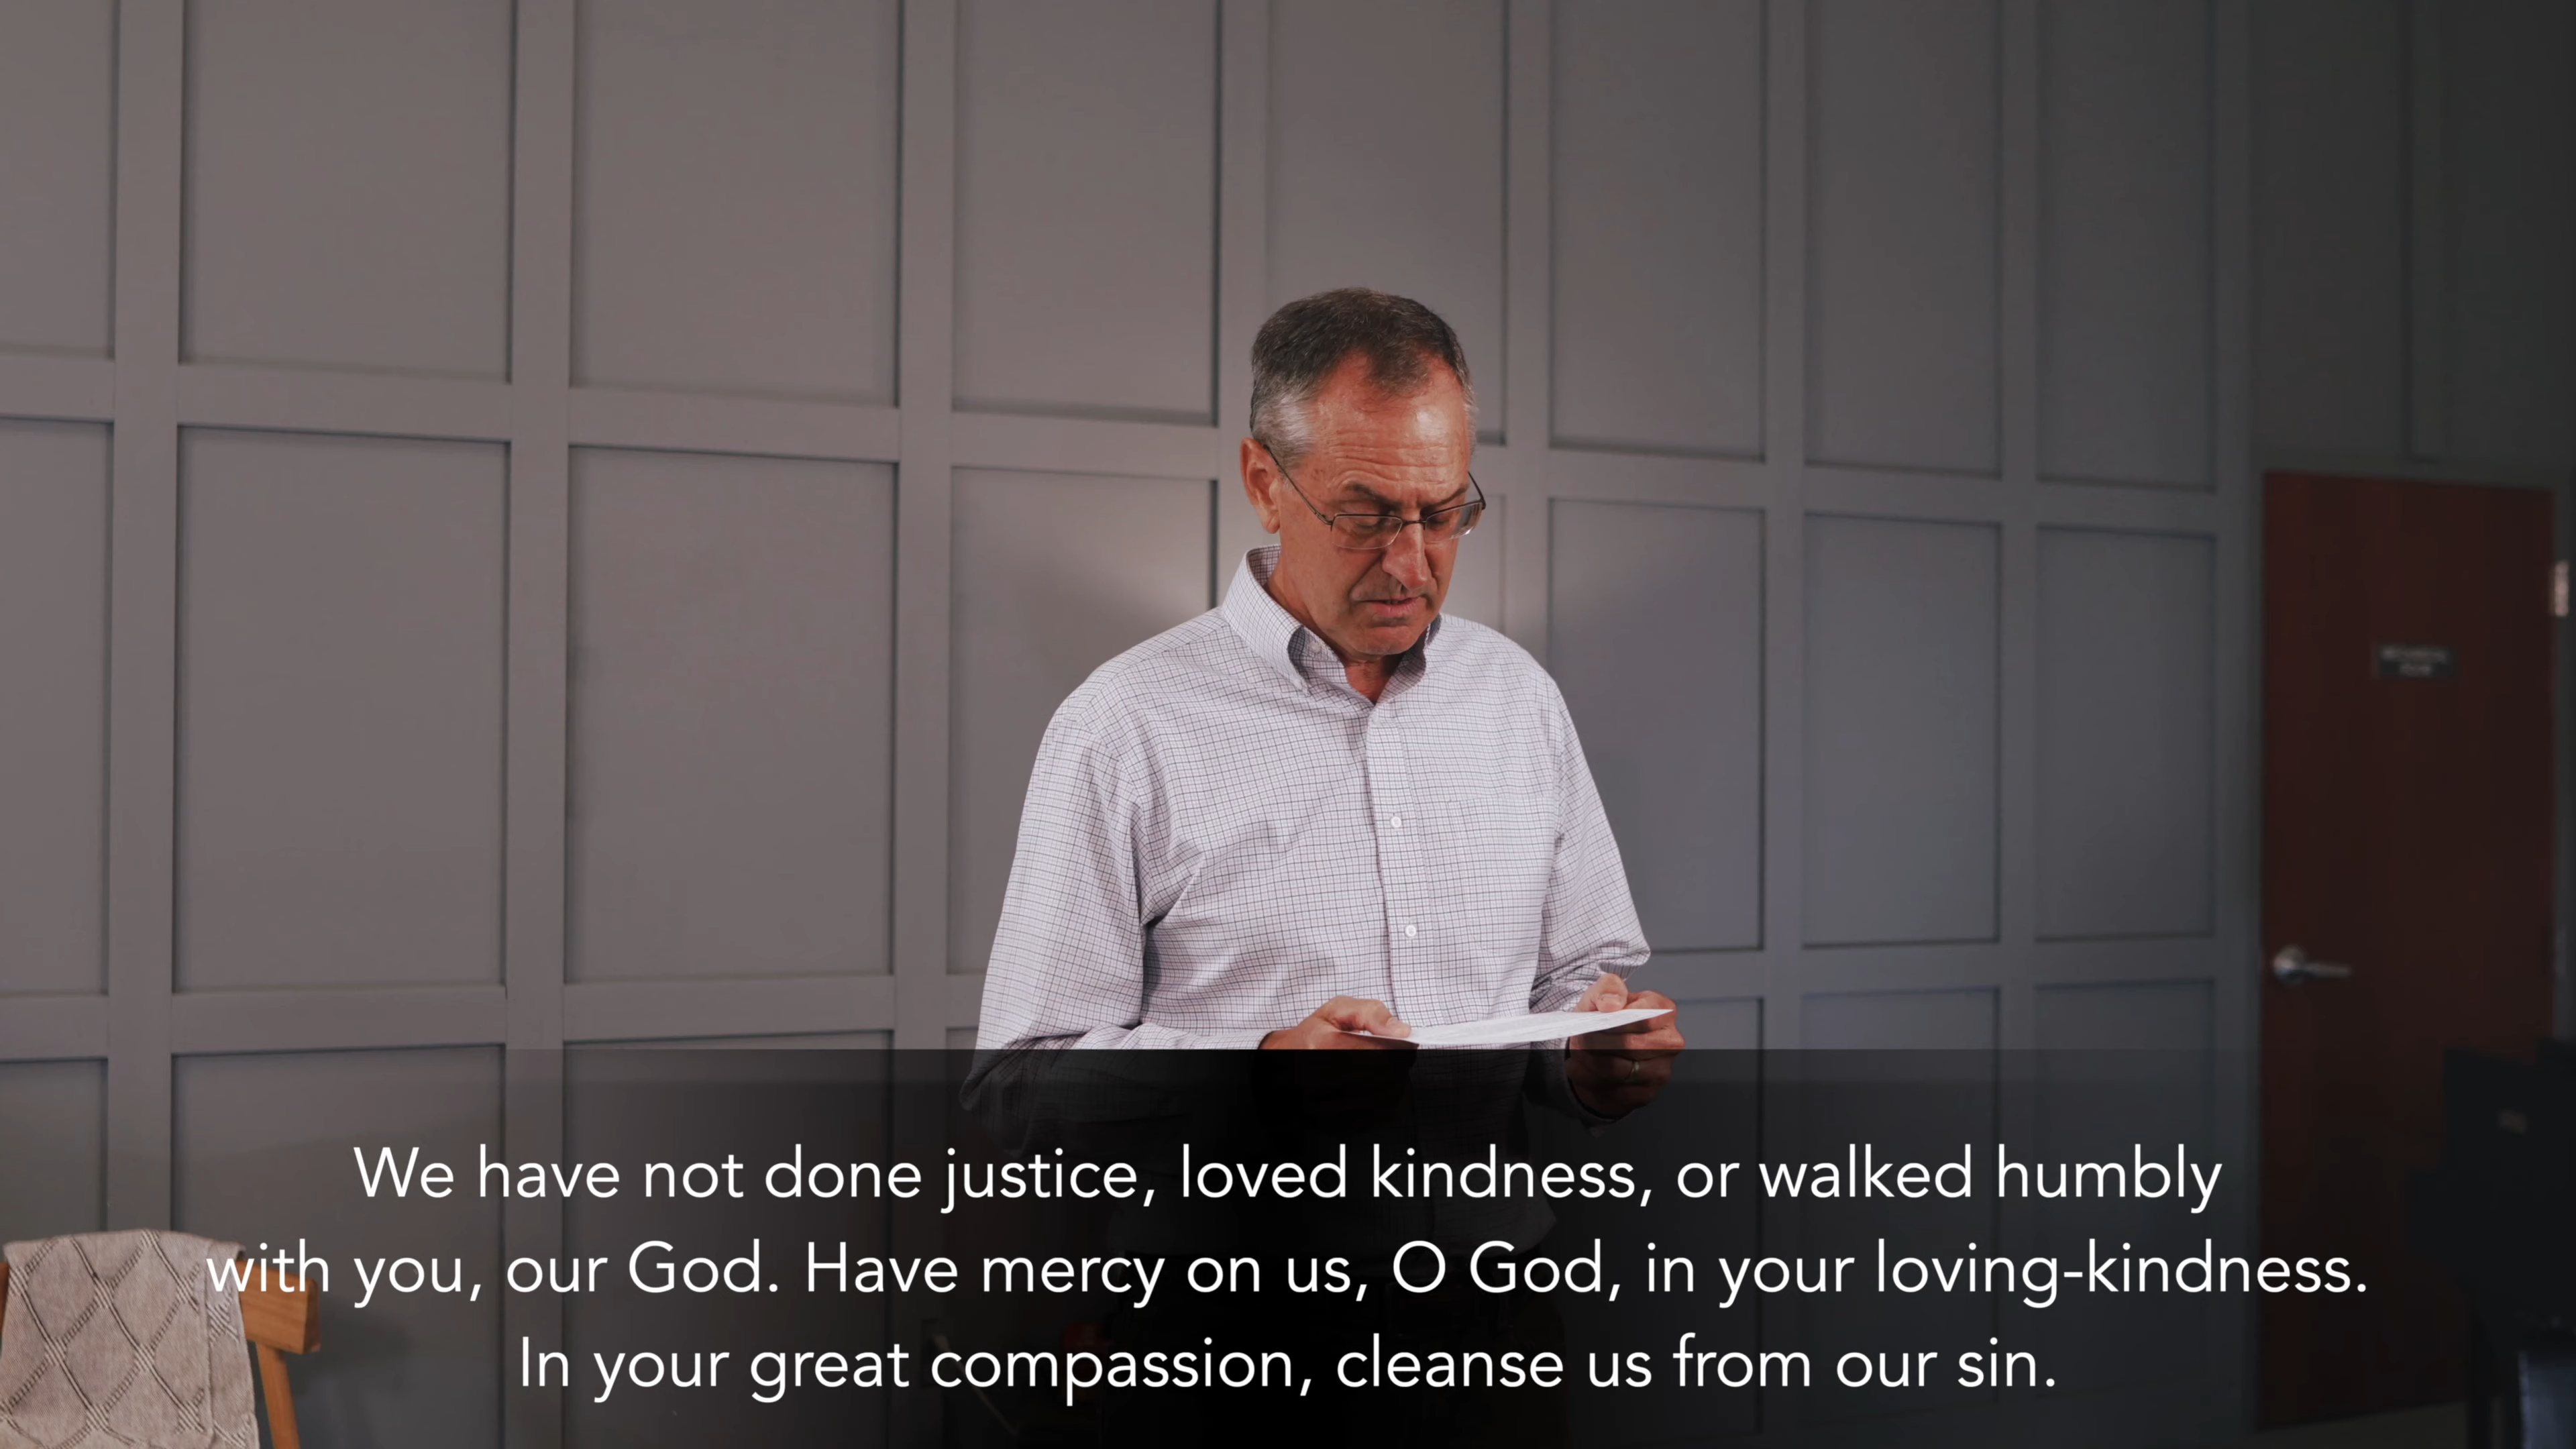 We have not done justice, loved kindness, or walked humbly
with you, our God. Have mercy on us, O God, in your loving-kindness.
In your great compassion, cleanse us from our sin.